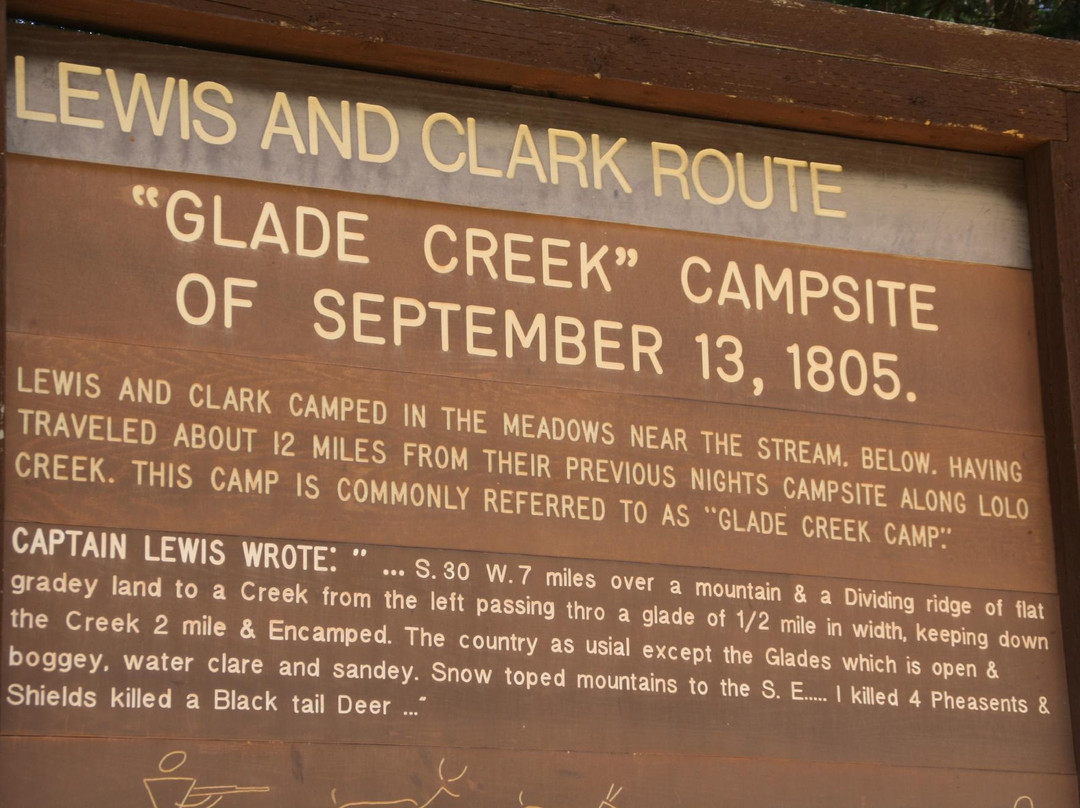 LEWIS AND CLARK ROUTE
“GLADE CREEK” CAMPSITE
OF SEPTEMBER 13, 1805.
LEWIS AND CLARK CAMPED IN THE MEADOWS NEAR THE STREAM. BELOW. HAVING
TRAVELED ABOUT 12 MILES FROM THEIR PREVIOUS NIGHTS CAMPSITE ALONG LOLO
CREEK. THIS CAMP IS COMMONLY REFERRED TO AS “GLADE CREEK CAMP.”
CAPTAIN LEWIS WROTE: ” ... S. 30 W. 7 miles over a mountain & a Dividing ridge of flat
gradey land to a Creek from the left passing thro a glade of 1/2 mile in width, keeping down
the Creek 2 mile & Encamped. The country as usial except the Glades which is open &
boggey, water clare and sandey. Snow toped mountains to the S. E..... I killed 4 Pheasents &
Shields killed a Black tail Deer ...”